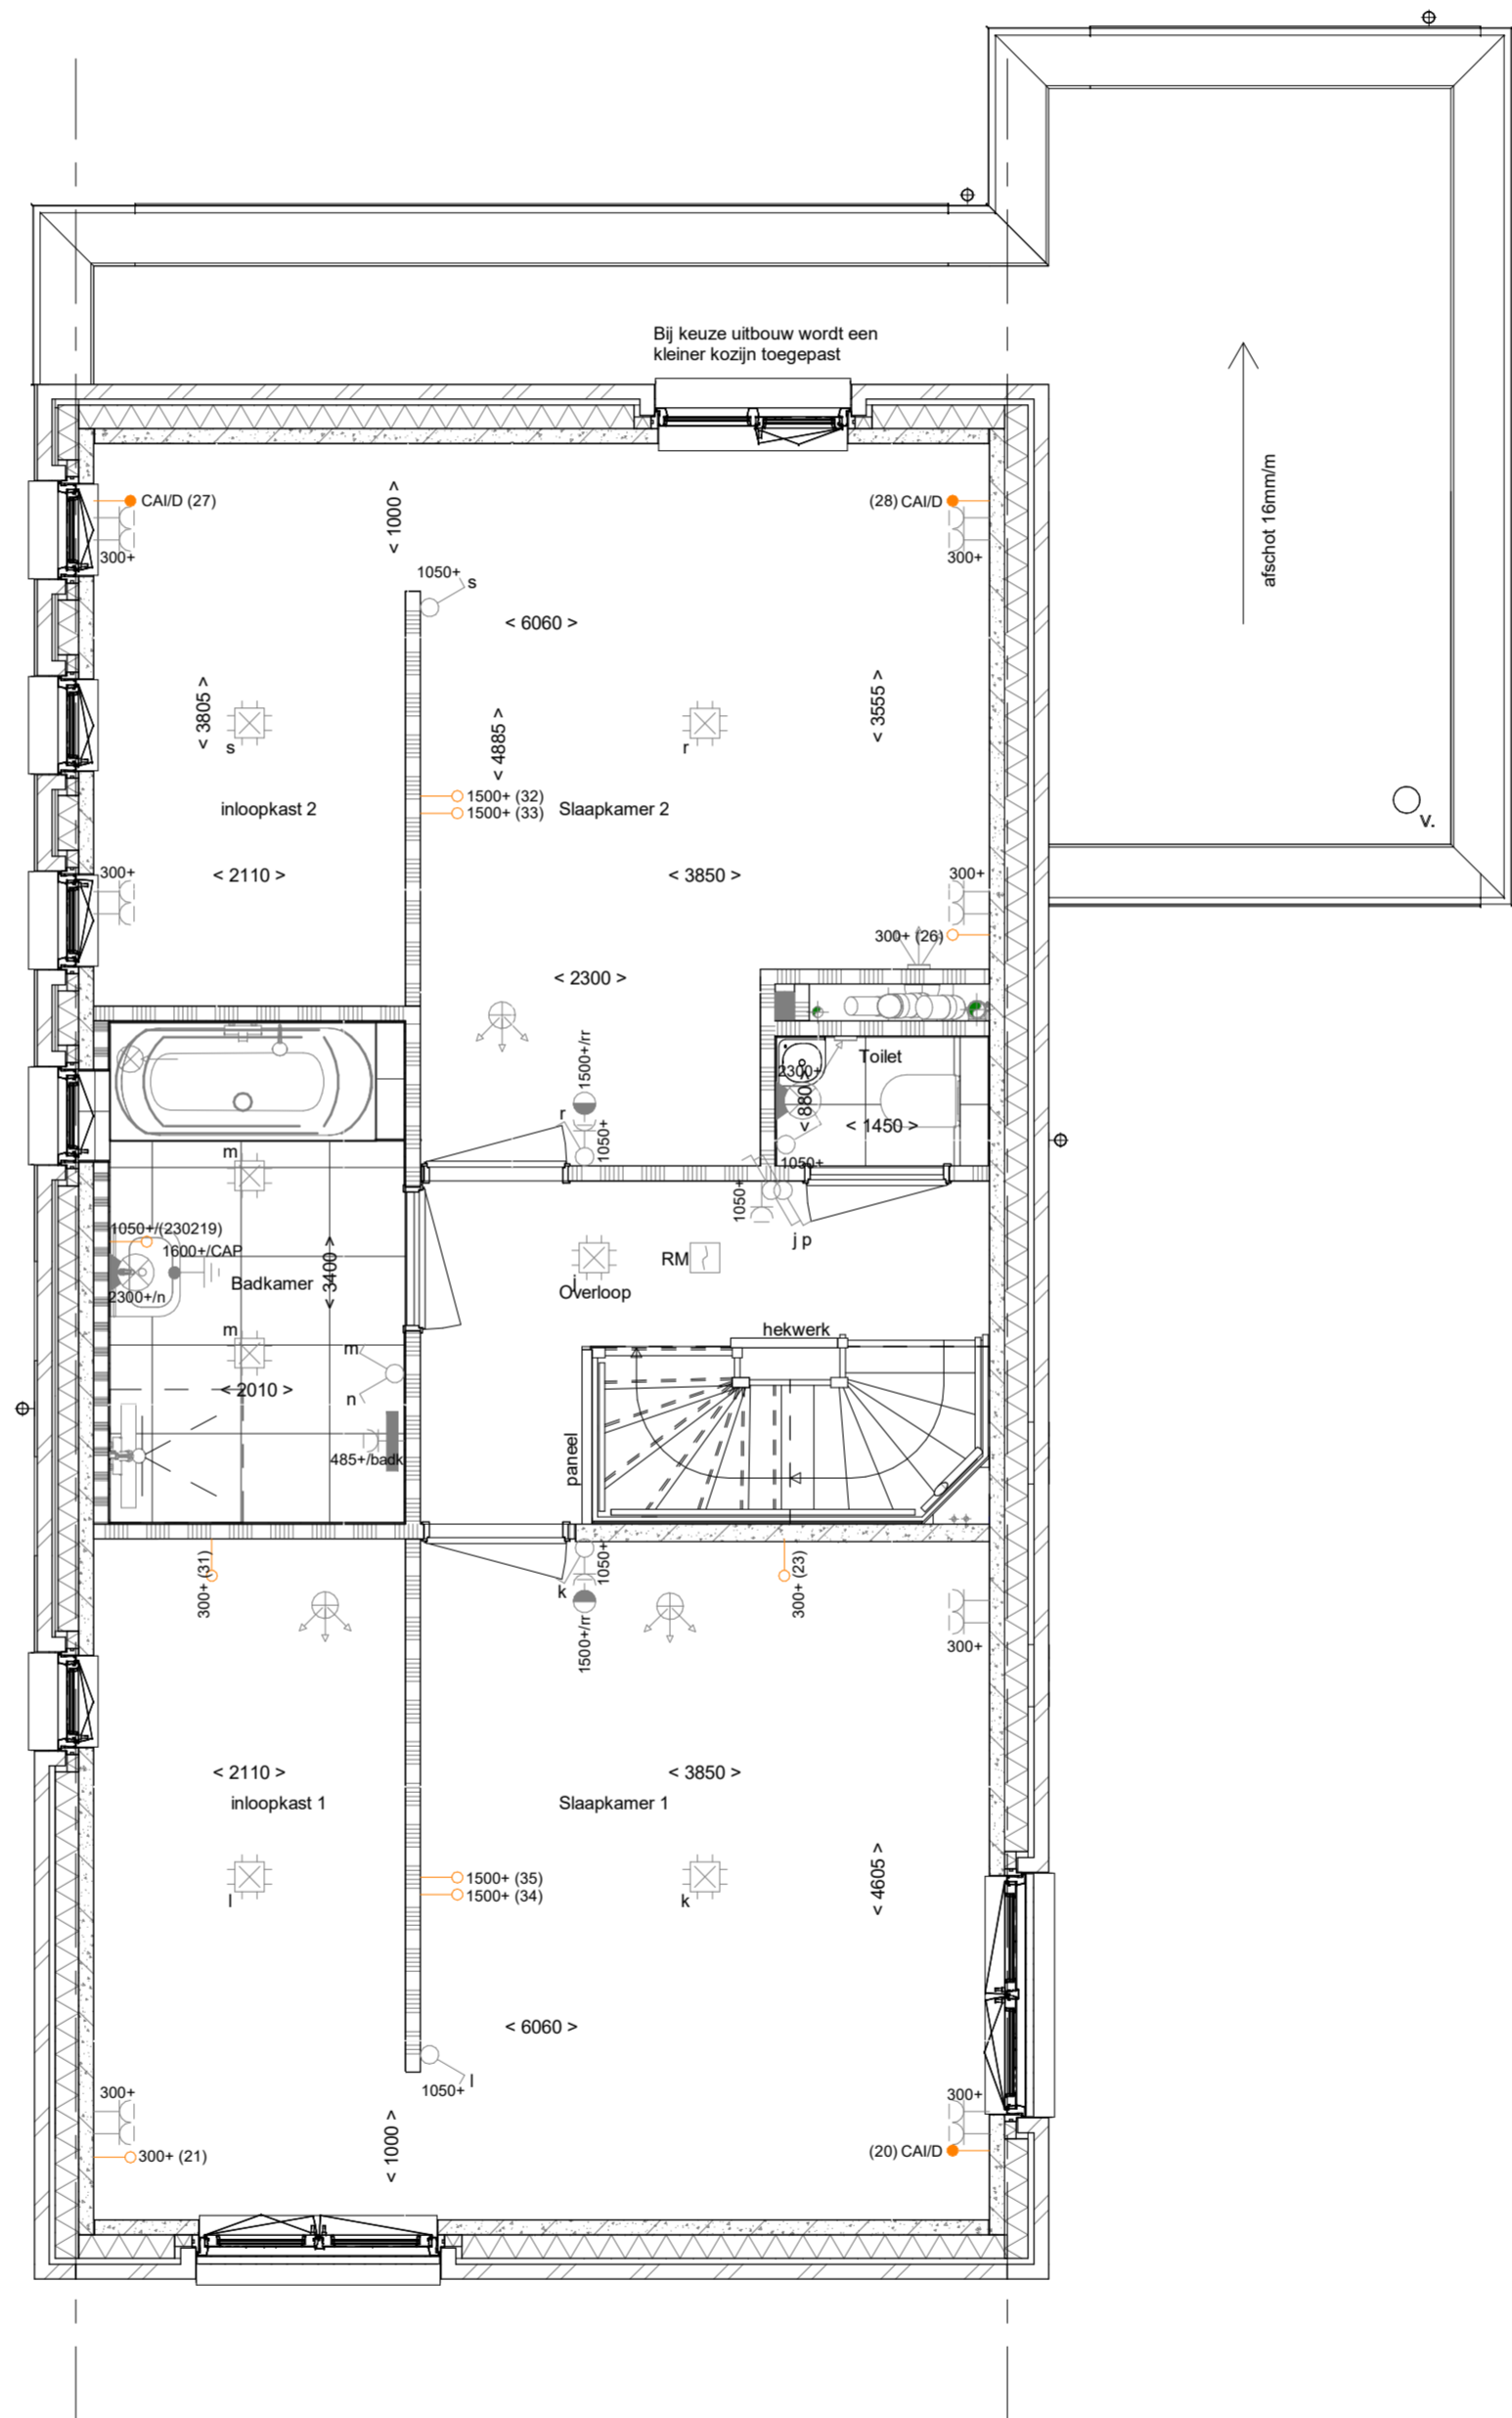 Bij keuze uitbouw wordt een
kleiner kozijn toegepast
afschot 16mm/m
CAI/D (27)
300+
< 1000 >
(28) CAI/D
300+
1050+
s
< 6060 >
< 3805 >
s
< 4885 >
r
< 3555 >
1500+ (32)
1500+ (33)
inloopkast 2
Slaapkamer 2
V.
300+
< 2110 >
< 3850 >
300+
300+ (26)
< 2300 >
1500+/rr
r
1050+
Toilet
2300+
< 880 >
< 1450 >
1050+
m
1050+
j p
1050+/(230219)
1600+/CAP
2300+/n
Badkamer
< 3400 >
j
Overloop
RM
hekwerk
m
m
n
< 2010 >
485+/badk
paneel
300+ (31)
1050+
k
1500+/rr
300+ (23)
300+
< 2110 >
< 3850 >
inloopkast 1
Slaapkamer 1
l
1500+ (35)
1500+ (34)
k
< 4605 >
< 6060 >
1050+
l
300+
300+ (21)
< 1000 >
300+
(20) CAI/D